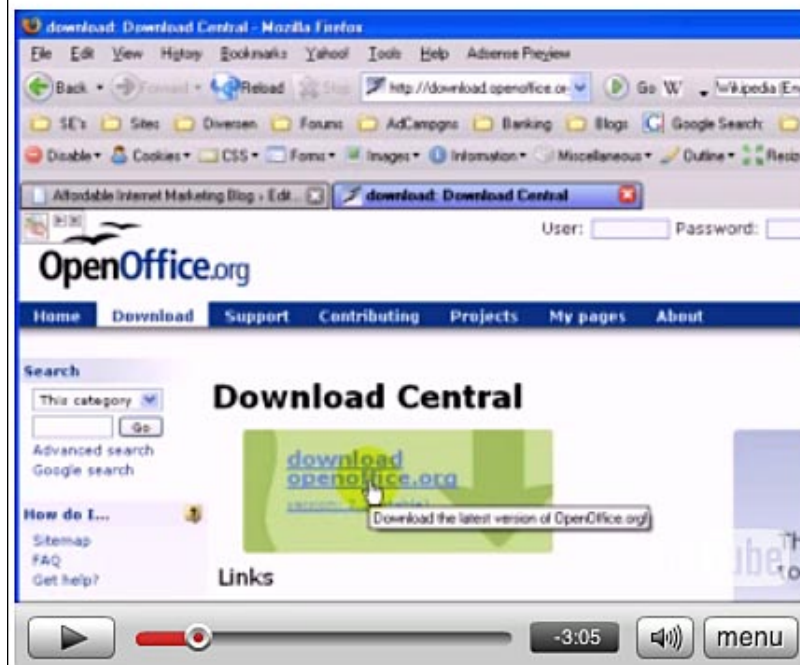 download: Download Central - Mozilla Firefox
File Edit View History Bookmarks Yahoo! Tools Help Adsense Preview
Back Forward Reload Stop http://download.openoffice.or Go W Wikipedia (En
SE's Sites Diversen Forums AdCampgns Banking Blogs Google Search:
Disable Cookies CSS Forms Images Information Miscellaneous Outline Resiz
Affordable Internet Marketing Blog › Edit... download: Download Central
User: Password:
OpenOffice.org
Home Download Support Contributing Projects My pages About
Search
This category
Go
Advanced search
Google search
Download Central
download
openoffice.org
version: 2
Download the latest version of OpenOffice.org!
How do I...
Sitemap
FAQ
Get help?
Links
Th
to
-3:05 menu